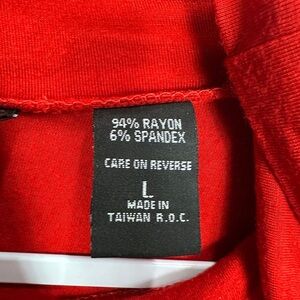 94% RAYON
6% SPANDEX
CARE ON REVERSE
L
MADE IN
TAIWAN R.O.C.